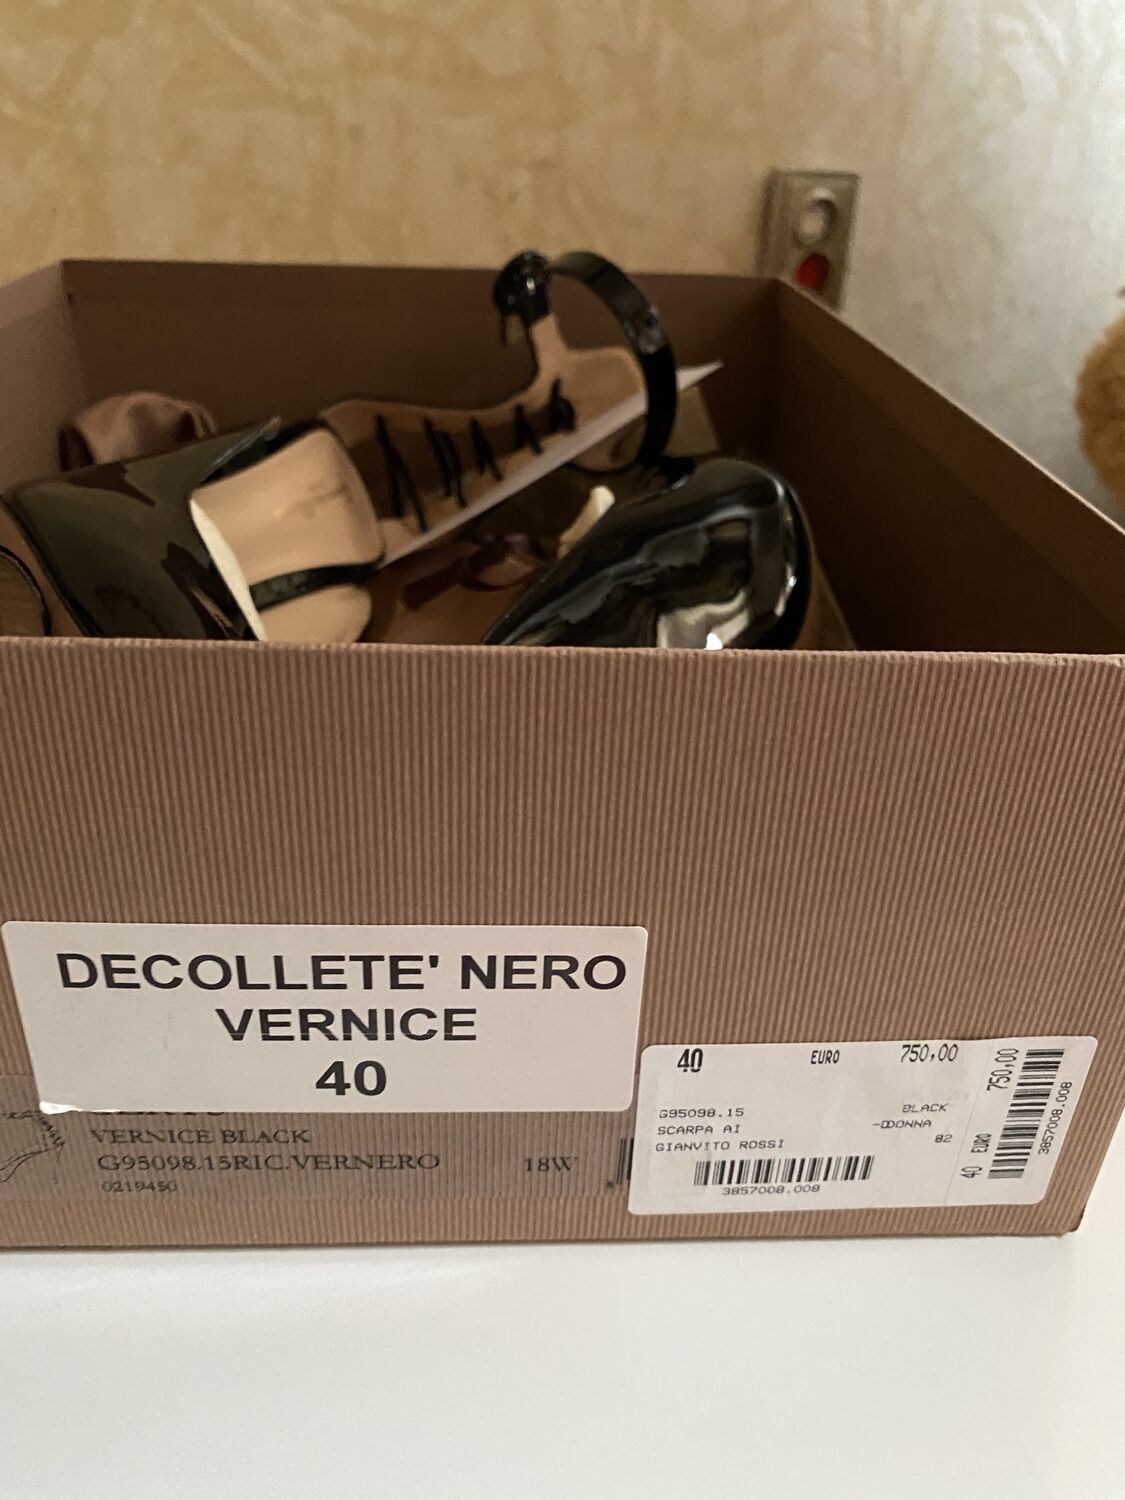 DECOLLETE' NERO
VERNICE
40
VERNICE BLACK
G95098.15RIC.VERNERO 18W
0219450
40 EURO 750,00
G95098.15 BLACK
SCARPA AI -DDONNA
GIANVITO ROSSI 82
3857008.008
40 EURO 750,00
3857008.008